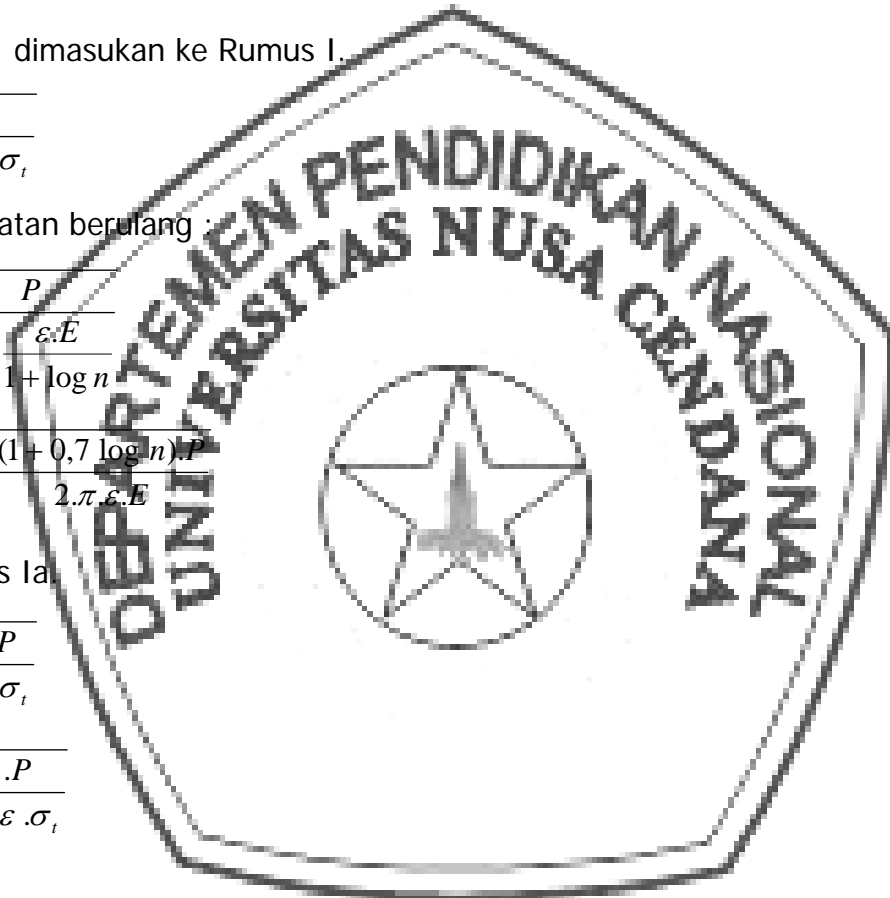 dimasukan ke Rumus I.
σ_t
atan berulang :
P
ε.E
1 + log n
(1 + 0,7 log n).P
2.π.ε.E
s Ia.
P
σ_t
.P
ε .σ_t
DEPARTEMEN PENDIDIKAN NASIONAL
UNIVERSITAS NUSA CENDANA